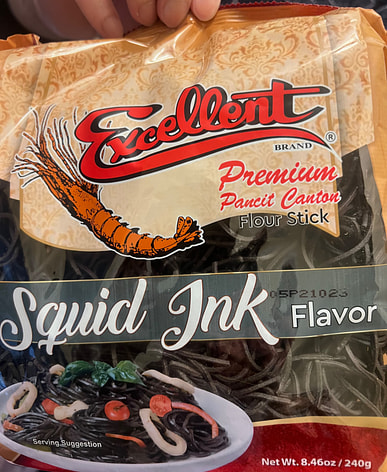 Excellent
BRAND ®
Premium
Pancit Canton
Flour Stick
05P21023
Squid Ink Flavor
Serving Suggestion
Net Wt. 8.46oz / 240g